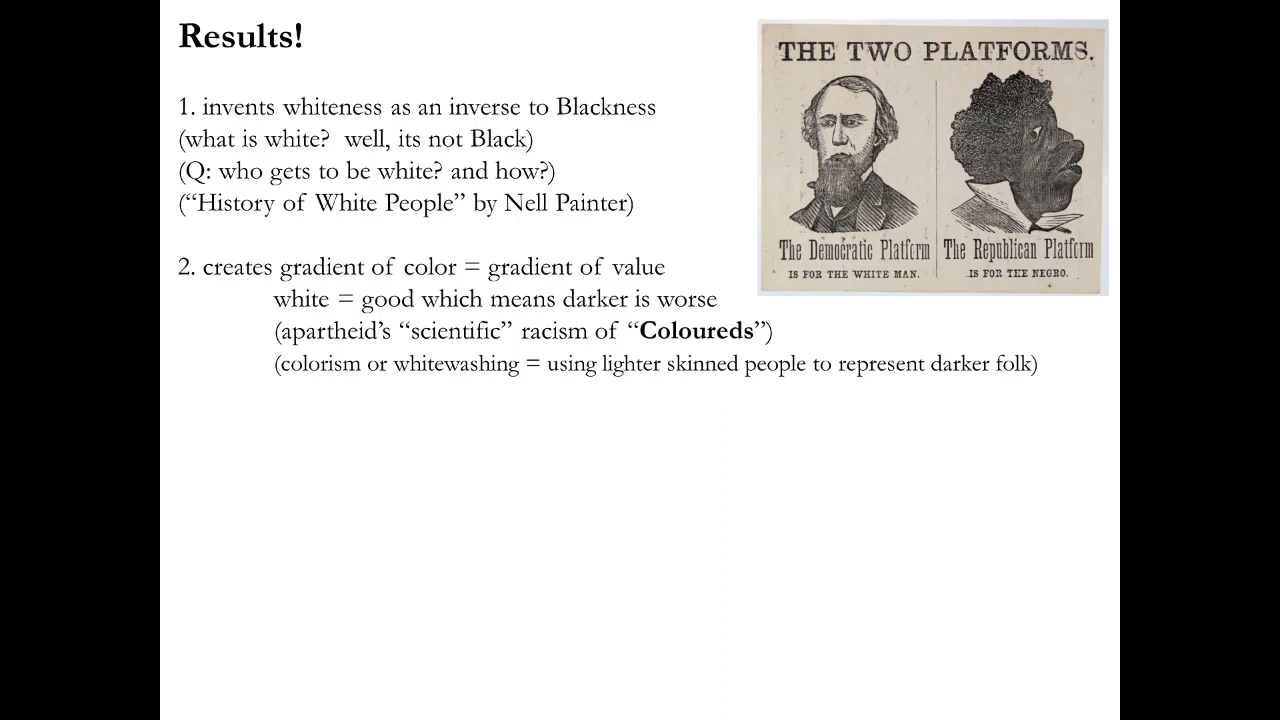 Results!
1. invents whiteness as an inverse to Blackness
(what is white?  well, its not Black)
(Q: who gets to be white? and how?)
(“History of White People” by Nell Painter)
2. creates gradient of color = gradient of value
white = good which means darker is worse
(apartheid’s “scientific” racism of “Coloureds”)
(colorism or whitewashing = using lighter skinned people to represent darker folk)
THE TWO PLATFORMS.
The Democratic Platform
IS FOR THE WHITE MAN.
The Republican Platform
IS FOR THE NEGRO.